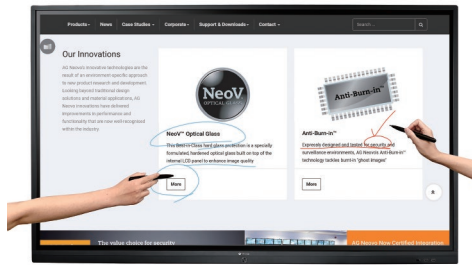 Products News Case Studies Corporate Support & Downloads Contact Search ...
Our Innovations
AG Neovo's innovative technologies are the
result of an environment-specific approach
to new product research and development.
Looking beyond traditional design
solutions and material applications, AG
Neovo innovations have delivered
improvements in performance and
functionality that are now well-recognised
within the industry.
NeoV
OPTICAL GLASS
NeoV™ Optical Glass
This Best-in-Class hard glass protection is a specially
formulated, hardened optical glass built on top of the
internal LCD panel to enhance image quality
More
Anti-Burn-in™
Anti-Burn-in™
Expressly designed and tested for security and
surveillance environments, AG Neovo's Anti-Burn-in™
technology tackles burn-in "ghost images"
More
The value choice for security
AG Neovo Now Certified Integration